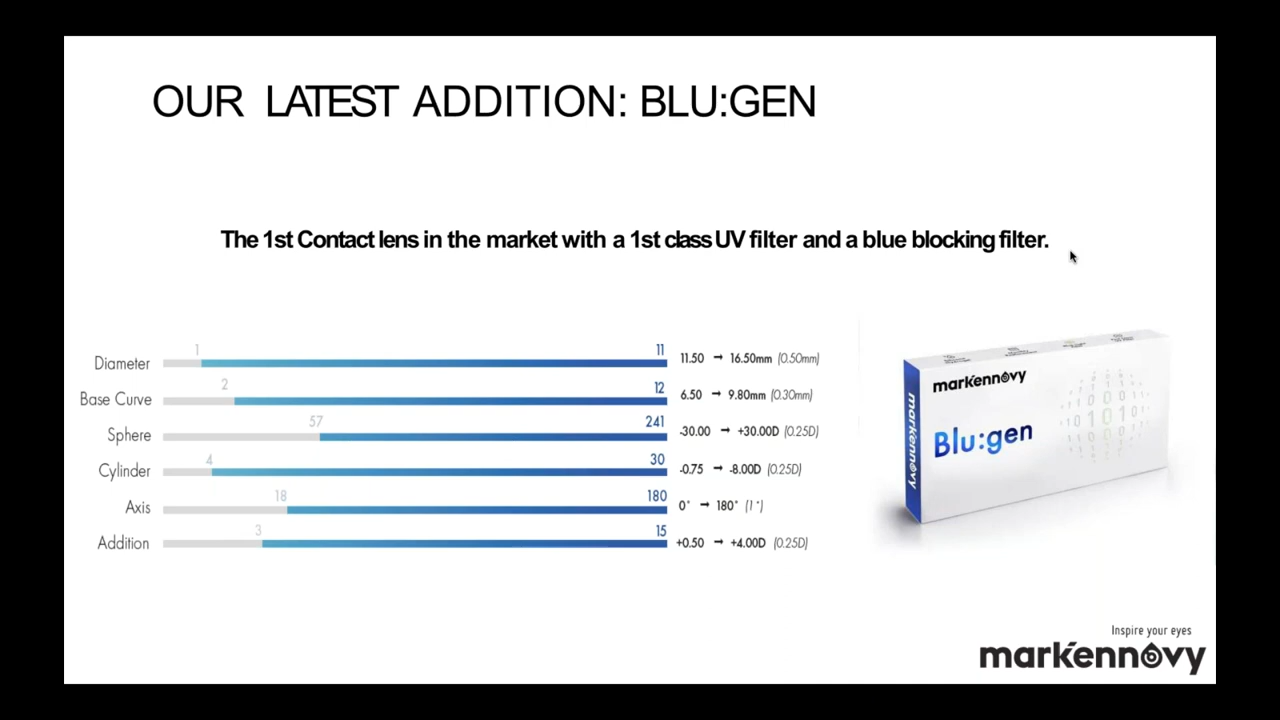 OUR LATEST ADDITION: BLU:GEN
The 1st Contact lens in the market with a 1st class UV filter and a blue blocking filter.
Diameter 1 11 11.50 → 16.50mm (0.50mm)
Base Curve 2 12 6.50 → 9.80mm (0.30mm)
Sphere 57 241 -30.00 → +30.00D (0.25D)
Cylinder 4 30 -0.75 → -8.00D (0.25D)
Axis 18 180 0° → 180° (1°)
Addition 3 15 +0.50 → +4.00D (0.25D)
markennovy
markennovy
Blu:gen
Inspire your eyes
markennovy